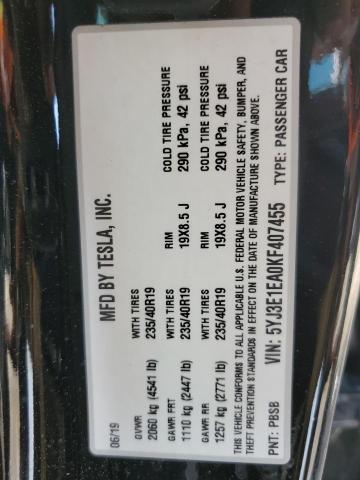 MFD BY TESLA, INC.
06/19
GVWR WITH TIRES RIM COLD TIRE PRESSURE
2060 kg (4541 lb) 235/40R19 19X8.5 J 290 kPa, 42 psi
GAWR FRT WITH TIRES RIM COLD TIRE PRESSURE
1110 kg (2447 lb) 235/40R19 19X8.5 J 290 kPa, 42 psi
GAWR RR
1257 kg (2771 lb) 235/40R19
THIS VEHICLE CONFORMS TO ALL APPLICABLE U.S. FEDERAL MOTOR VEHICLE SAFETY, BUMPER, AND
THEFT PREVENTION STANDARDS IN EFFECT ON THE DATE OF MANUFACTURE SHOWN ABOVE.
PNT: PBSB VIN: 5YJ3E1EA0KF407455 TYPE: PASSENGER CAR